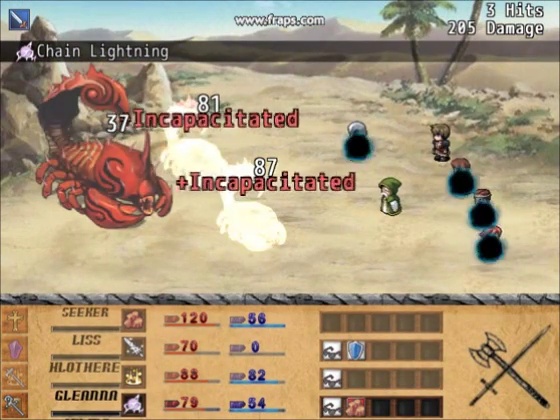 www.fraps.com
3 Hits
205 Damage
Chain Lightning
81
37
+Incapacitated
87
+Incapacitated
SEEKER 120 56
LISS 70 0
KLOTHERE 88 82
GLENNNN 79 54